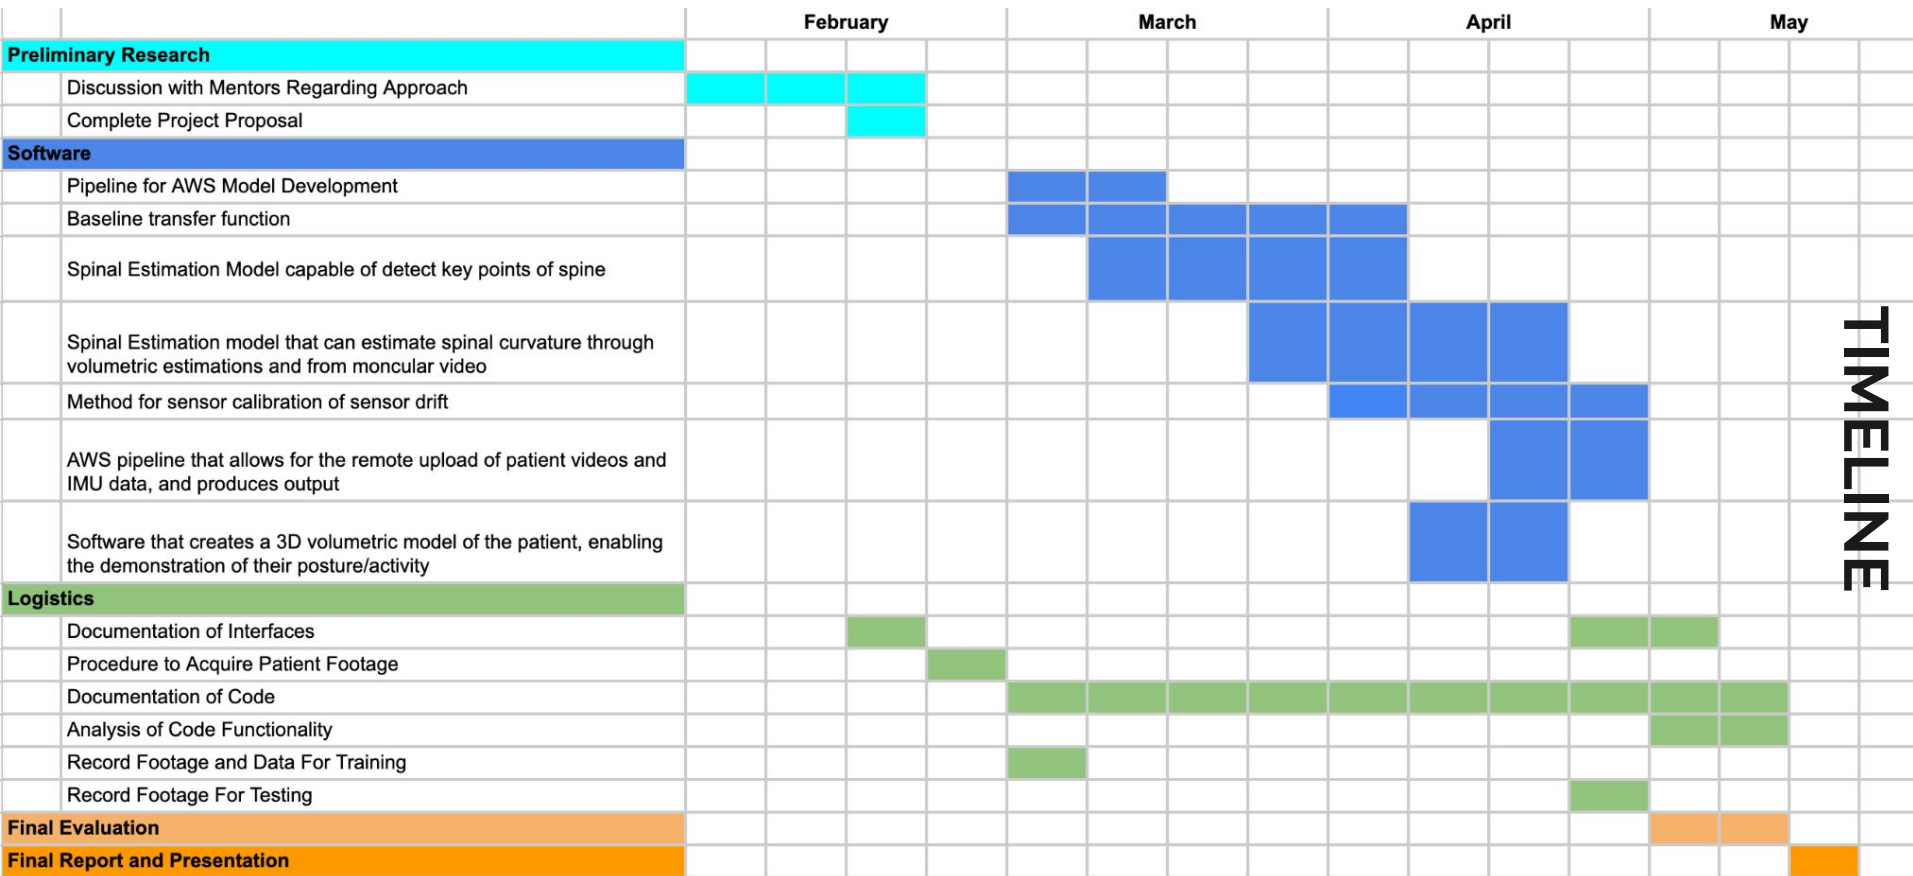 February March April May
Preliminary Research
Discussion with Mentors Regarding Approach
Complete Project Proposal
Software
Pipeline for AWS Model Development
Baseline transfer function
Spinal Estimation Model capable of detect key points of spine
Spinal Estimation model that can estimate spinal curvature through
volumetric estimations and from moncular video
Method for sensor calibration of sensor drift
AWS pipeline that allows for the remote upload of patient videos and
IMU data, and produces output
Software that creates a 3D volumetric model of the patient, enabling
the demonstration of their posture/activity
Logistics
Documentation of Interfaces
Procedure to Acquire Patient Footage
Documentation of Code
Analysis of Code Functionality
Record Footage and Data For Training
Record Footage For Testing
Final Evaluation
Final Report and Presentation
TIMELINE